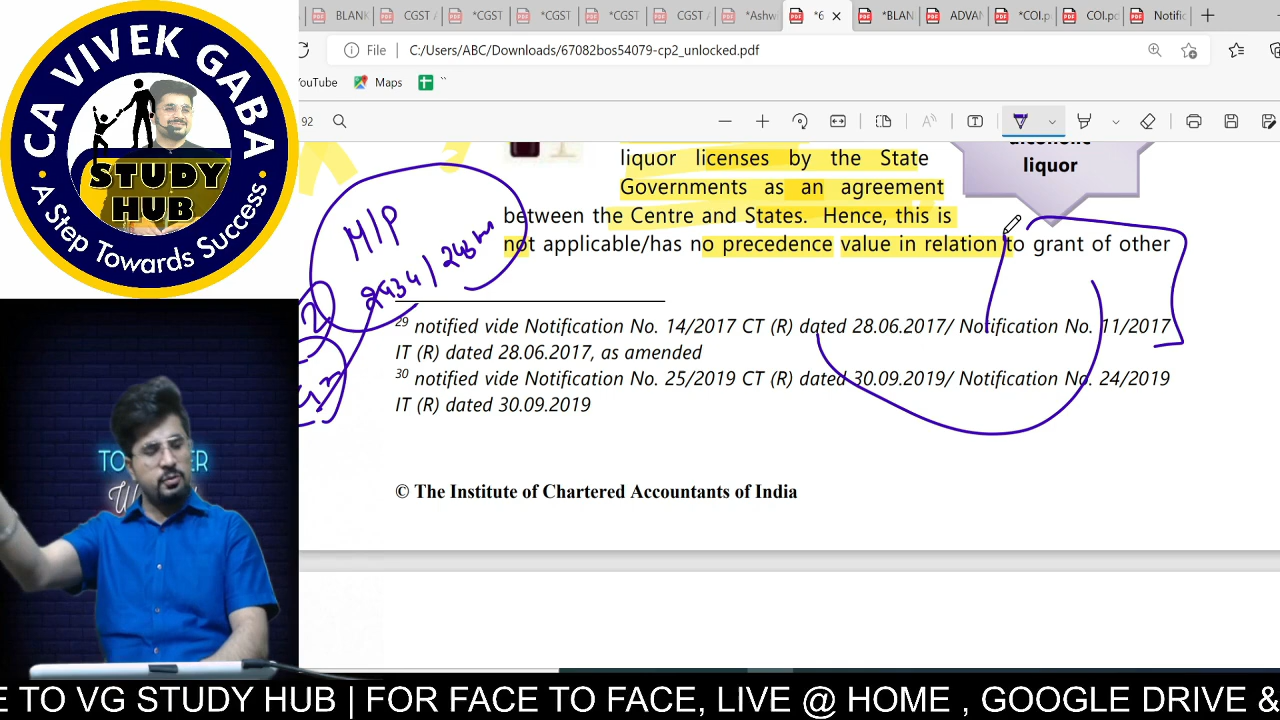 CA VIVEK GABA
STUDY
HUB
• A Step Towards Success •
BLANK
CGST
*CGST
*CGST
*CGST
CGST
*Ashw
*6
*BLAN
ADVAN
*COI.p
COI.p
Notific
File
C:/Users/ABC/Downloads/67082bos54079-cp2_unlocked.pdf
ouTube
Maps
``
92
liquor licenses by the State
Governments as an agreement
between the Centre and States. Hence, this is
not applicable/has no precedence value in relation to grant of other
liquor
29 notified vide Notification No. 14/2017 CT (R) dated 28.06.2017/ Notification No. 11/2017
IT (R) dated 28.06.2017, as amended
30 notified vide Notification No. 25/2019 CT (R) dated 30.09.2019/ Notification No. 24/2019
IT (R) dated 30.09.2019
© The Institute of Chartered Accountants of India
E TO VG STUDY HUB | FOR FACE TO FACE, LIVE @ HOME , GOOGLE DRIVE &